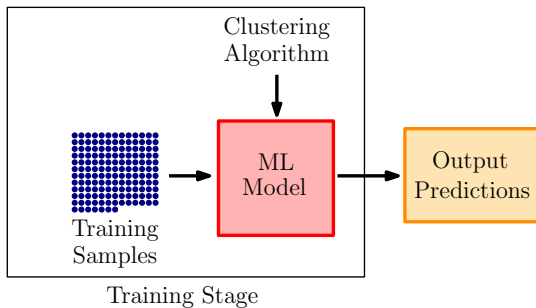 Clustering
Algorithm
ML
Model
Output
Predictions
Training
Samples
Training Stage